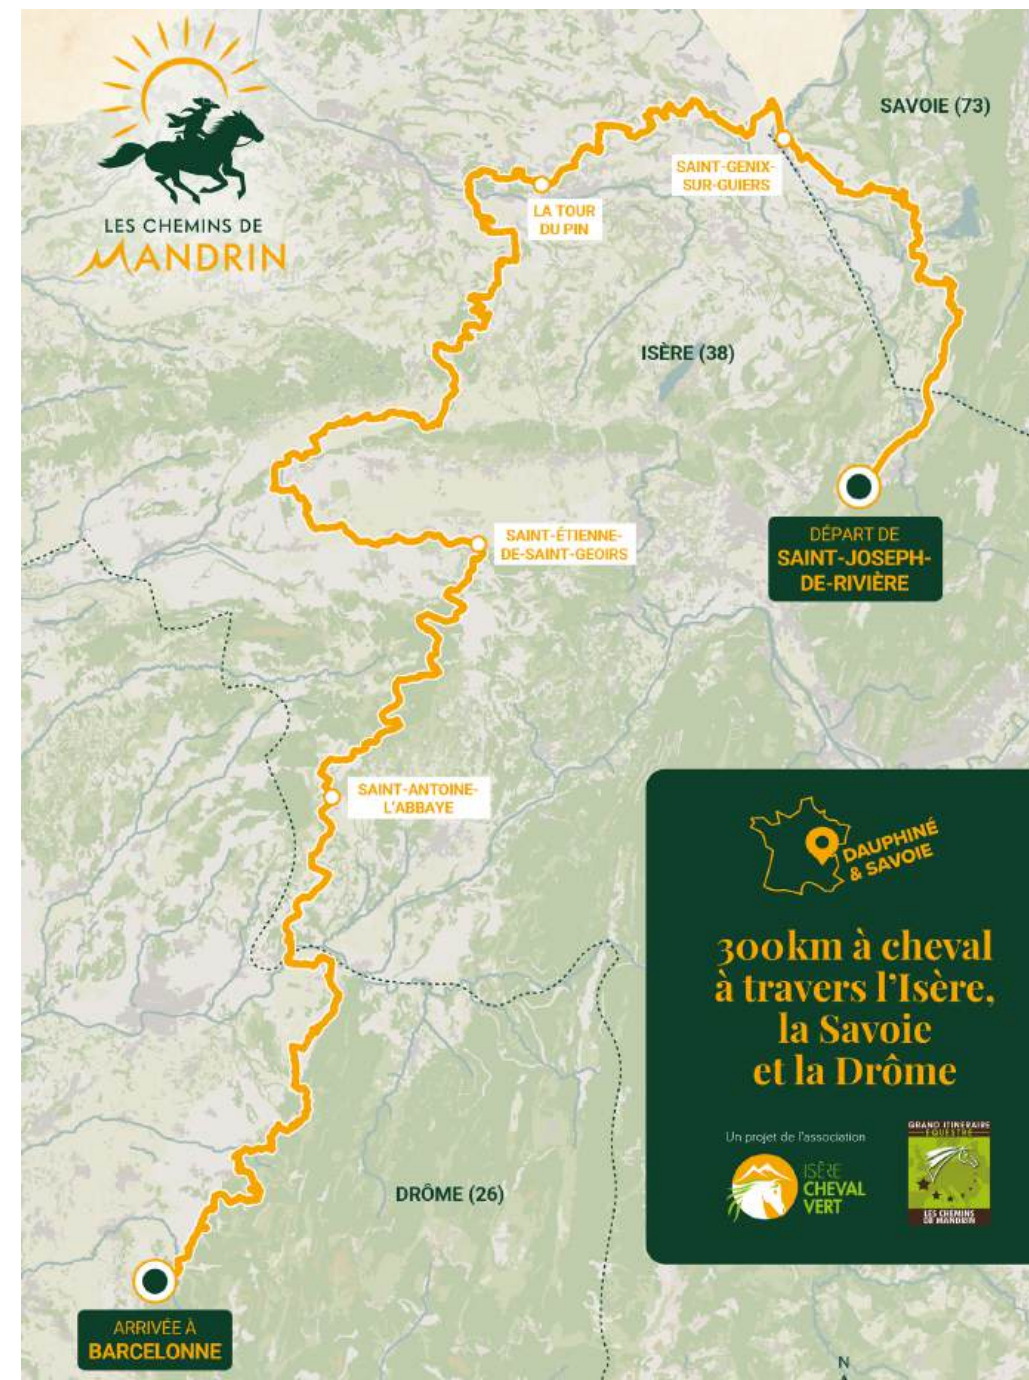 LES CHEMINS DE
MANDRIN
SAVOIE (73)
SAINT-GENIX-
SUR-GUIERS
LA TOUR
DU PIN
ISÈRE (38)
DÉPART DE
SAINT-JOSEPH-
DE-RIVIÈRE
SAINT-ÉTIENNE-
DE-SAINT-GEOIRS
SAINT-ANTOINE-
L'ABBAYE
DAUPHINÉ
& SAVOIE
300km à cheval
à travers l'Isère,
la Savoie
et la Drôme
Un projet de l'association
ISÈRE
CHEVAL
VERT
GRAND ITINERAIRE
EQUESTRE
LES CHEMINS
DE MANDRIN
DRÔME (26)
ARRIVÉE À
BARCELONNE
N